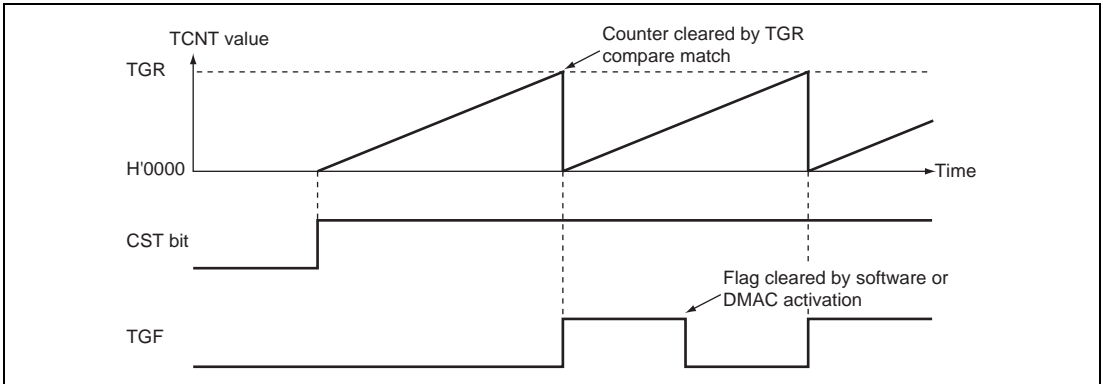 TCNT value
Counter cleared by TGR
compare match
TGR
H'0000
Time
CST bit
Flag cleared by software or
DMAC activation
TGF